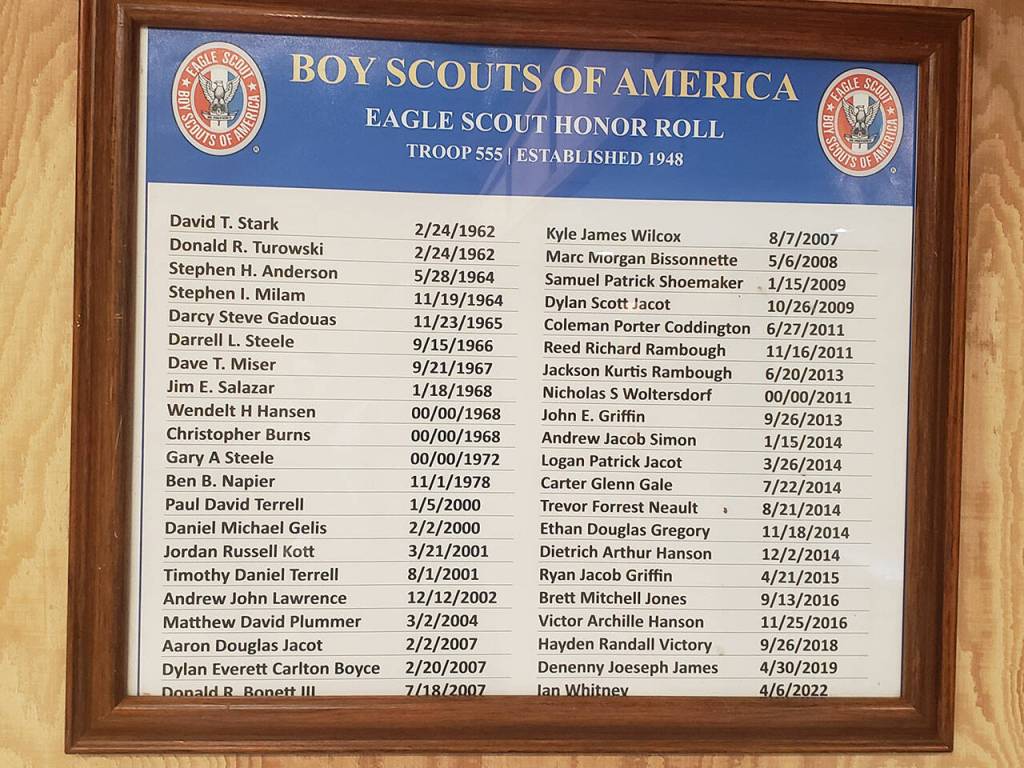 BOY SCOUTS OF AMERICA
EAGLE SCOUT HONOR ROLL
TROOP 555 | ESTABLISHED 1948
EAGLE SCOUT
BOY SCOUTS OF AMERICA
EAGLE SCOUT
BOY SCOUTS OF AMERICA
David T. Stark 2/24/1962
Donald R. Turowski 2/24/1962
Stephen H. Anderson 5/28/1964
Stephen I. Milam 11/19/1964
Darcy Steve Gadouas 11/23/1965
Darrell L. Steele 9/15/1966
Dave T. Miser 9/21/1967
Jim E. Salazar 1/18/1968
Wendelt H Hansen 00/00/1968
Christopher Burns 00/00/1968
Gary A Steele 00/00/1972
Ben B. Napier 11/1/1978
Paul David Terrell 1/5/2000
Daniel Michael Gelis 2/2/2000
Jordan Russell Kott 3/21/2001
Timothy Daniel Terrell 8/1/2001
Andrew John Lawrence 12/12/2002
Matthew David Plummer 3/2/2004
Aaron Douglas Jacot 2/2/2007
Dylan Everett Carlton Boyce 2/20/2007
Donald R. Bonett III 7/18/2007
Kyle James Wilcox 8/7/2007
Marc Morgan Bissonnette 5/6/2008
Samuel Patrick Shoemaker 1/15/2009
Dylan Scott Jacot 10/26/2009
Coleman Porter Coddington 6/27/2011
Reed Richard Rambough 11/16/2011
Jackson Kurtis Rambough 6/20/2013
Nicholas S Woltersdorf 00/00/2011
John E. Griffin 9/26/2013
Andrew Jacob Simon 1/15/2014
Logan Patrick Jacot 3/26/2014
Carter Glenn Gale 7/22/2014
Trevor Forrest Neault 8/21/2014
Ethan Douglas Gregory 11/18/2014
Dietrich Arthur Hanson 12/2/2014
Ryan Jacob Griffin 4/21/2015
Brett Mitchell Jones 9/13/2016
Victor Archille Hanson 11/25/2016
Hayden Randall Victory 9/26/2018
Denenny Joeseph James 4/30/2019
Ian Whitney 4/6/2022